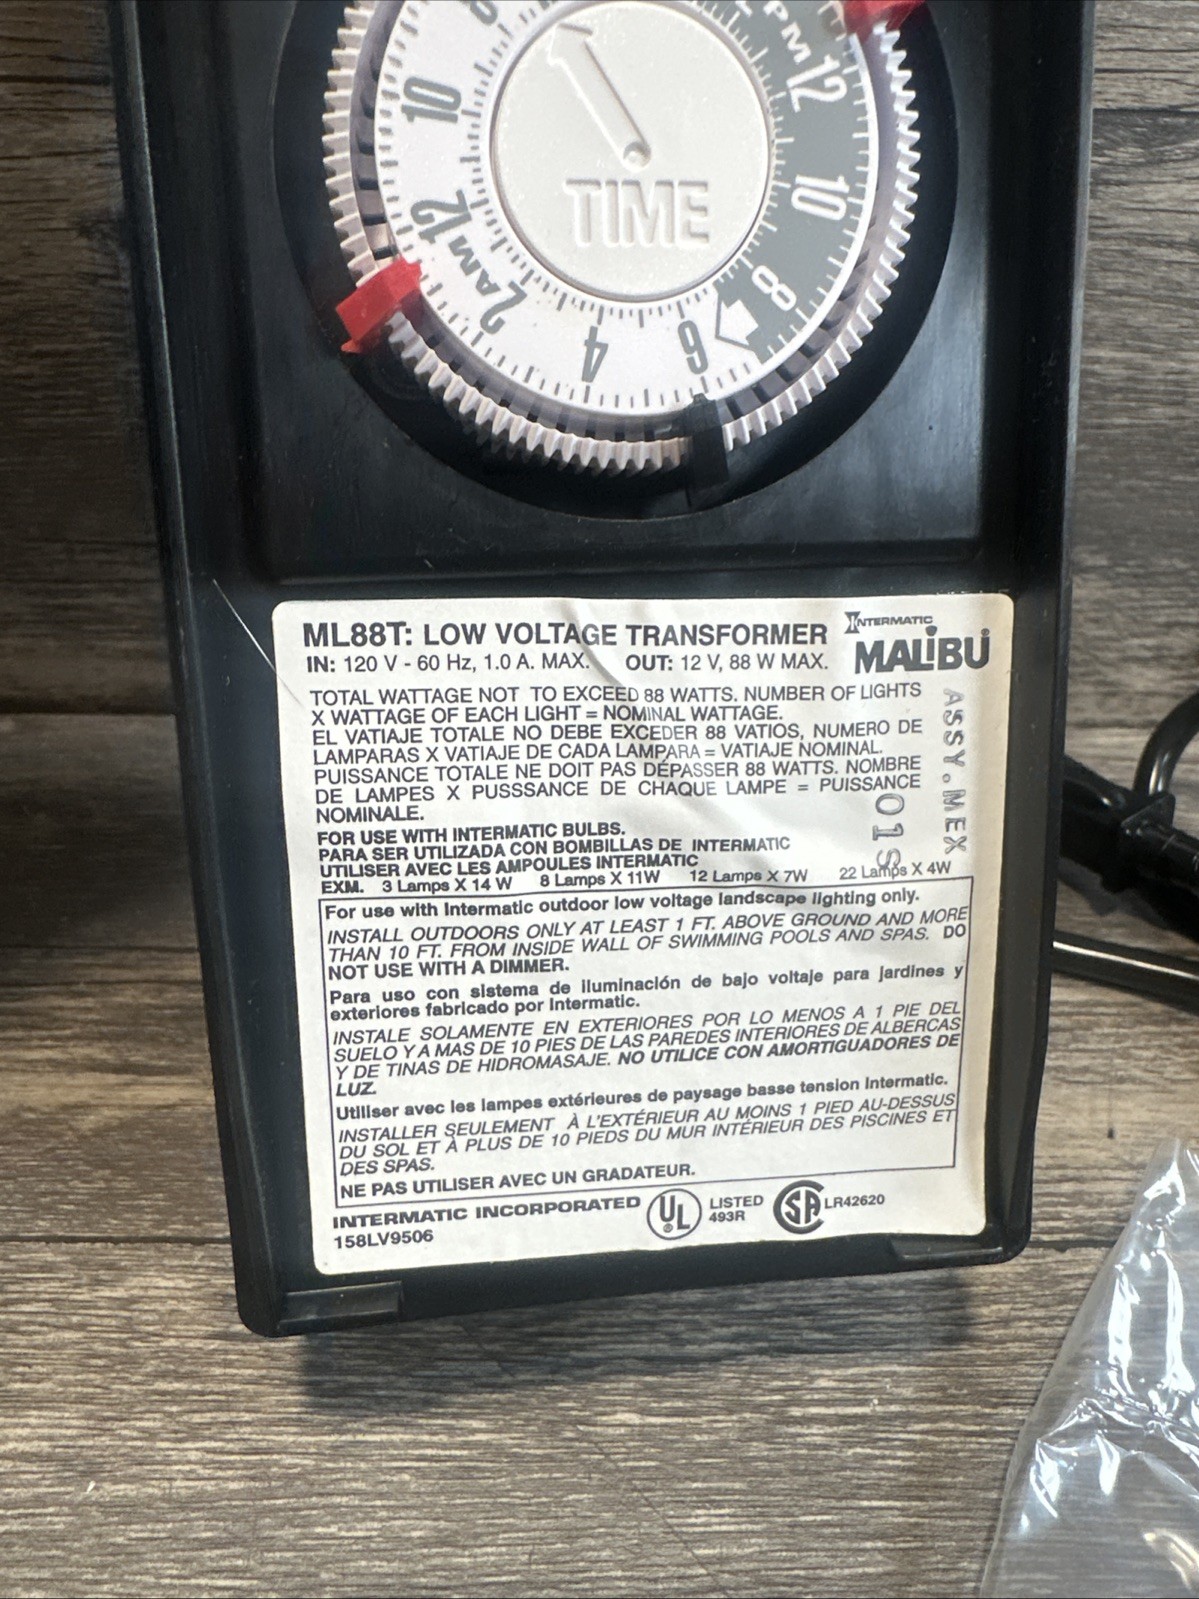 PM
12
10
8
6
4
2
AM
12
10
8
TIME
ML88T: LOW VOLTAGE TRANSFORMER
INTERMATIC
MALIBU®
IN: 120 V - 60 Hz, 1.0 A. MAX. OUT: 12 V, 88 W MAX.
TOTAL WATTAGE NOT TO EXCEED 88 WATTS. NUMBER OF LIGHTS
X WATTAGE OF EACH LIGHT = NOMINAL WATTAGE.
EL VATIAJE TOTALE NO DEBE EXCEDER 88 VATIOS, NUMERO DE
LAMPARAS X VATIAJE DE CADA LAMPARA = VATIAJE NOMINAL.
PUISSANCE TOTALE NE DOIT PAS DÉPASSER 88 WATTS. NOMBRE
DE LAMPES X PUSSSANCE DE CHAQUE LAMPE = PUISSANCE
NOMINALE.
ASSY. MEX
01S
FOR USE WITH INTERMATIC BULBS.
PARA SER UTILIZADA CON BOMBILLAS DE INTERMATIC
UTILISER AVEC LES AMPOULES INTERMATIC
EXM. 3 Lamps X 14 W 8 Lamps X 11W 12 Lamps X 7W 22 Lamps X 4W
For use with Intermatic outdoor low voltage landscape lighting only.
INSTALL OUTDOORS ONLY AT LEAST 1 FT. ABOVE GROUND AND MORE
THAN 10 FT. FROM INSIDE WALL OF SWIMMING POOLS AND SPAS. DO
NOT USE WITH A DIMMER.
Para uso con sistema de iluminación de bajo voltaje para jardines y
exteriores fabricado por Intermatic.
INSTALE SOLAMENTE EN EXTERIORES POR LO MENOS A 1 PIE DEL
SUELO Y A MAS DE 10 PIES DE LAS PAREDES INTERIORES DE ALBERCAS
Y DE TINAS DE HIDROMASAJE. NO UTILICE CON AMORTIGUADORES DE
LUZ.
Utiliser avec les lampes extérieures de paysage basse tension Intermatic.
INSTALLER SEULEMENT À L'EXTÉRIEUR AU MOINS 1 PIED AU-DESSUS
DU SOL ET À PLUS DE 10 PIEDS DU MUR INTÉRIEUR DES PISCINES ET
DES SPAS.
NE PAS UTILISER AVEC UN GRADATEUR.
INTERMATIC INCORPORATED UL® LISTED SA LR42620
493R
158LV9506